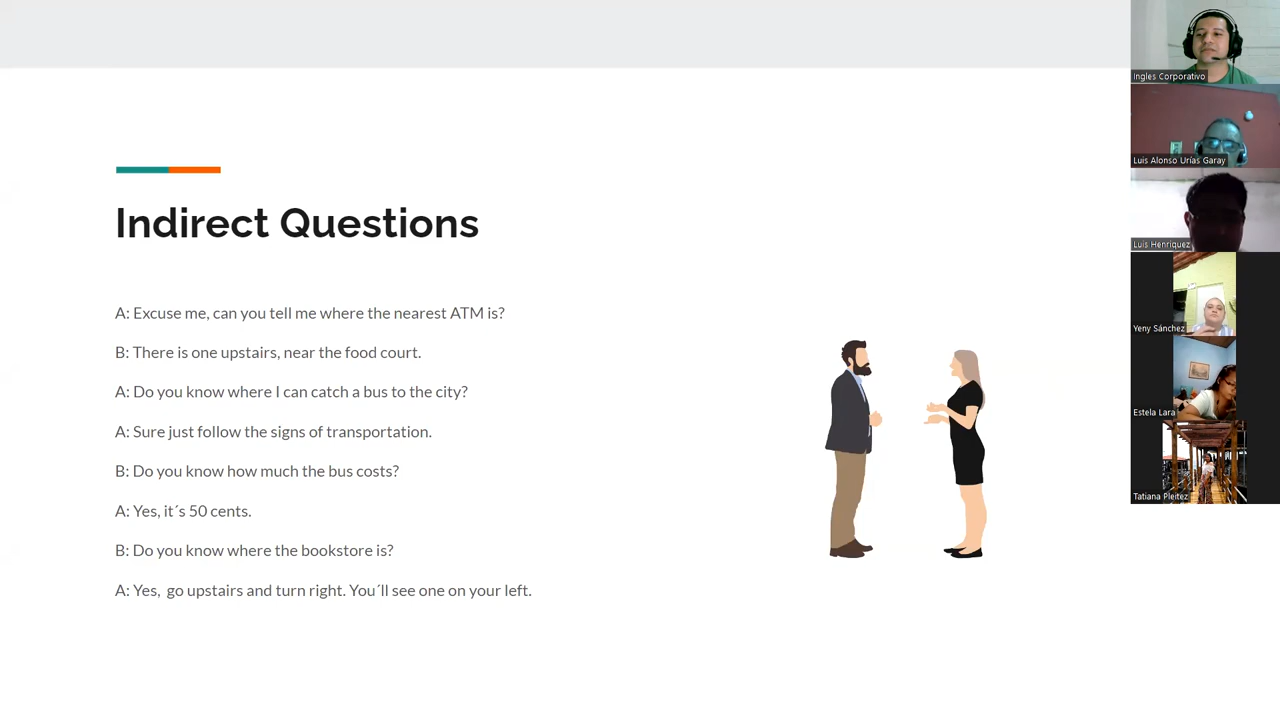 Indirect Questions
A: Excuse me, can you tell me where the nearest ATM is?
B: There is one upstairs, near the food court.
A: Do you know where I can catch a bus to the city?
A: Sure just follow the signs of transportation.
B: Do you know how much the bus costs?
A: Yes, it´s 50 cents.
B: Do you know where the bookstore is?
A: Yes,  go upstairs and turn right. You´ll see one on your left.
Ingles Corporativo
Luis Alonso Urías Garay
Luis Henriquez
Yeny Sánchez
Estela Lara
Tatiana Pleitez